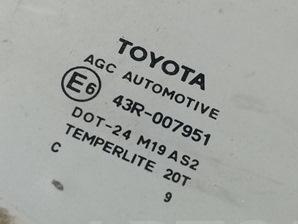 TOYOTA
AGC AUTOMOTIVE
E6 43R-007951
DOT-24 M19 AS2
TEMPERLITE 20T
C 9